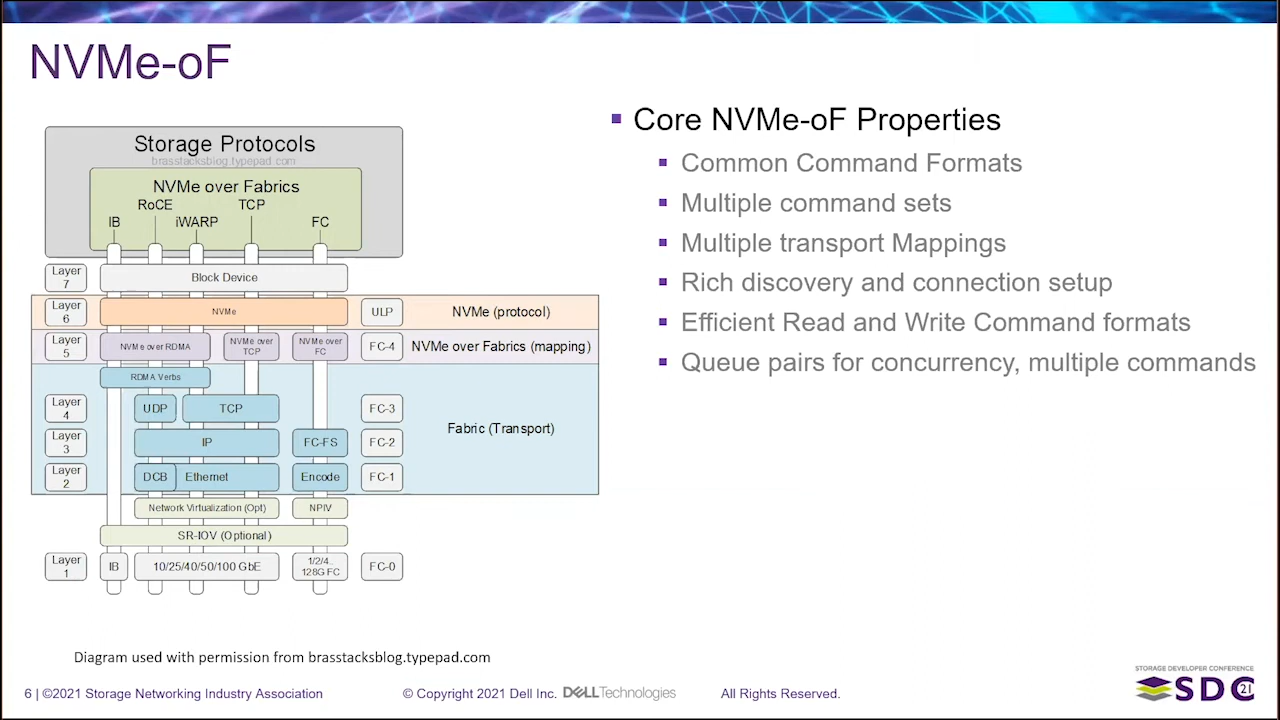 NVMe-oF
Storage Protocols
brasstacksblog.typepad.com
NVMe over Fabrics
RoCE TCP
IB iWARP FC
Layer 7
Block Device
Layer 6
NVMe
ULP
NVMe (protocol)
Layer 5
NVMe over RDMA
NVMe over TCP
NVMe over FC
FC-4
NVMe over Fabrics (mapping)
RDMA Verbs
Layer 4
UDP
TCP
FC-3
Fabric (Transport)
Layer 3
IP
FC-FS
FC-2
Layer 2
DCB
Ethernet
Encode
FC-1
Network Virtualization (Opt)
NPIV
SR-IOV (Optional)
Layer 1
IB
10/25/40/50/100 GbE
1/2/4..
128G FC
FC-0
Diagram used with permission from brasstacksblog.typepad.com
Core NVMe-oF Properties
Common Command Formats
Multiple command sets
Multiple transport Mappings
Rich discovery and connection setup
Efficient Read and Write Command formats
Queue pairs for concurrency, multiple commands
6 | ©2021 Storage Networking Industry Association
© Copyright 2021 Dell Inc. DELLTechnologies
All Rights Reserved.
STORAGE DEVELOPER CONFERENCE
SDC 21